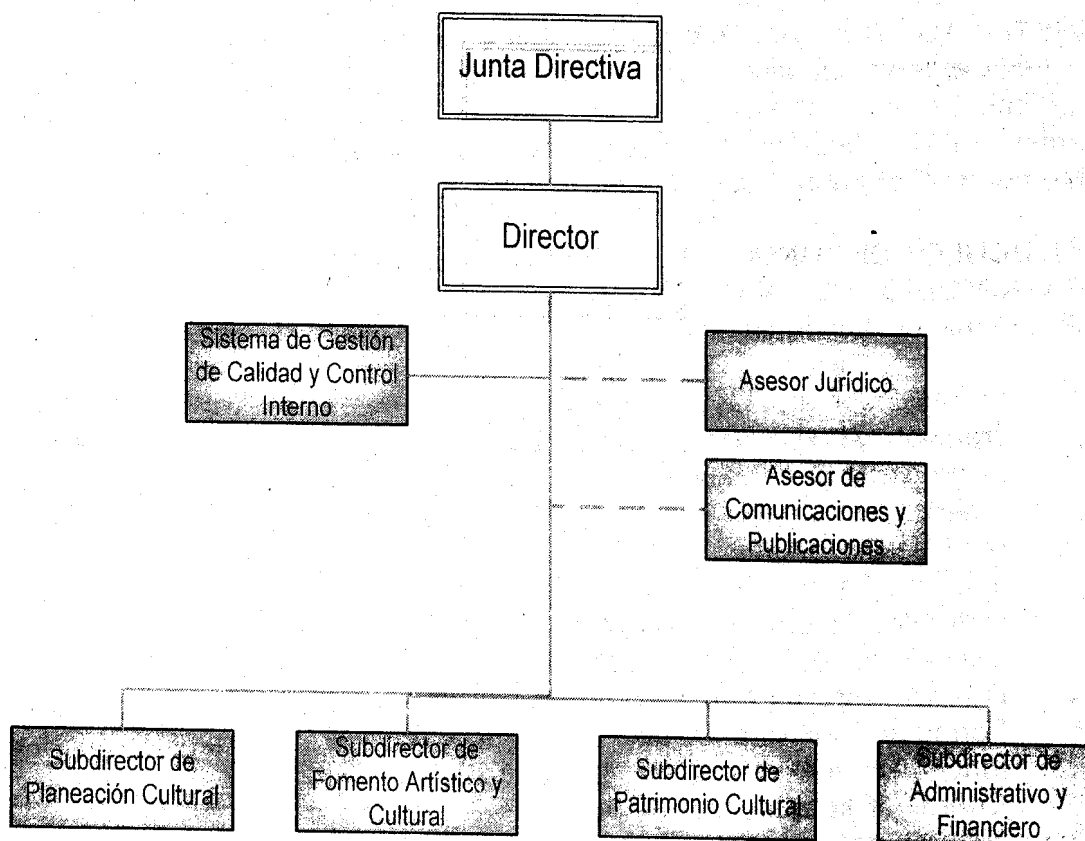 Junta Directiva
Director
Sistema de Gestión
de Calidad y Control
Interno
Asesor Jurídico
Asesor de
Comunicaciones y
Publicaciones
Subdirector de
Planeación Cultural
Subdirector de
Fomento Artístico y
Cultural
Subdirector de
Patrimonio Cultural
Subdirector de
Administrativo y
Financiero